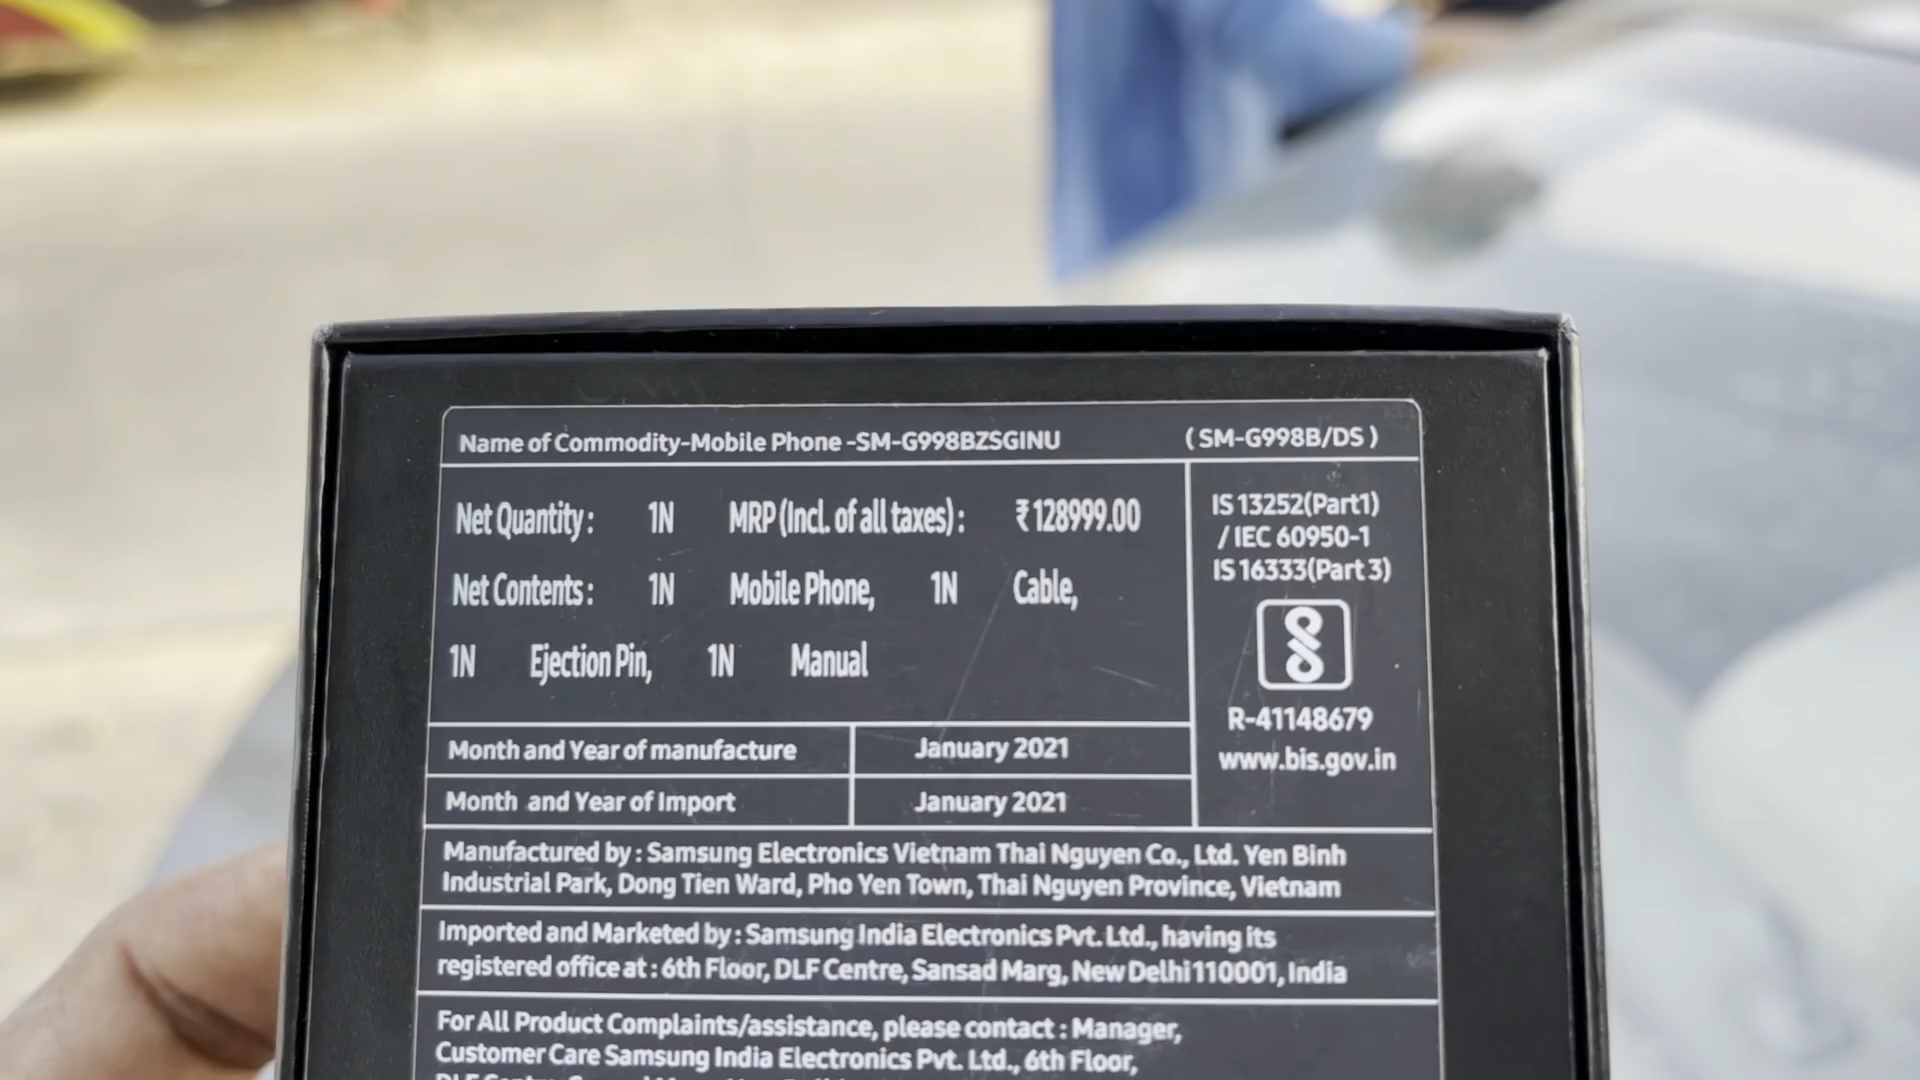 Name of Commodity-Mobile Phone -SM-G998BZSGINU (SM-G998B/DS)
Net Quantity: 1N MRP (Incl. of all taxes): ₹128999.00
Net Contents: 1N Mobile Phone, 1N Cable,
1N Ejection Pin, 1N Manual
IS 13252(Part1)
/ IEC 60950-1
IS 16333(Part 3)
R-41148679
www.bis.gov.in
Month and Year of manufacture January 2021
Month and Year of Import January 2021
Manufactured by: Samsung Electronics Vietnam Thai Nguyen Co., Ltd. Yen Binh
Industrial Park, Dong Tien Ward, Pho Yen Town, Thai Nguyen Province, Vietnam
Imported and Marketed by: Samsung India Electronics Pvt. Ltd., having its
registered office at: 6th Floor, DLF Centre, Sansad Marg, New Delhi 110001, India
For All Product Complaints/assistance, please contact: Manager,
Customer Care Samsung India Electronics Pvt. Ltd., 6th Floor,